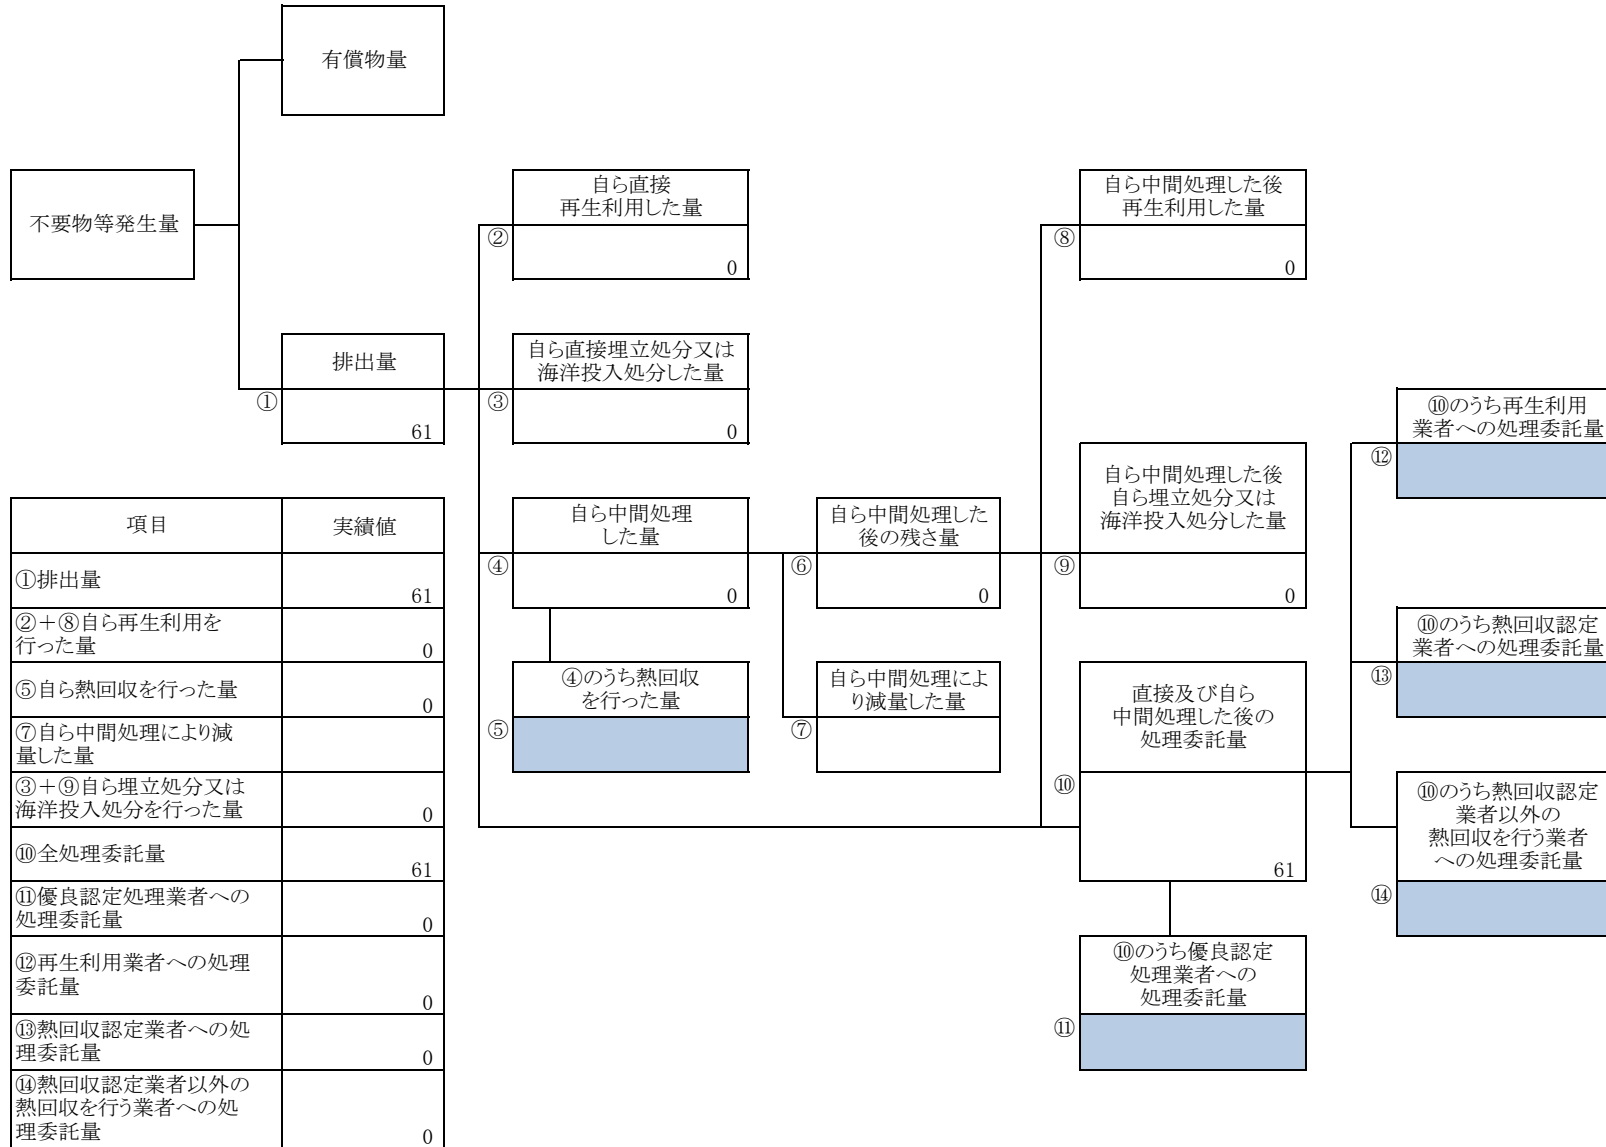 有償物量
不要物等発生量
自ら直接
再生利用した量
②
0
自ら中間処理した後
再生利用した量
⑧
0
排出量
①
61
自ら直接埋立処分又は
海洋投入処分した量
③
0
⑩のうち再生利用
業者への処理委託量
⑫
自ら中間処理
した量
④
0
自ら中間処理した
後の残さ量
⑥
0
自ら中間処理した後
自ら埋立処分又は
海洋投入処分した量
⑨
0
⑩のうち熱回収認定
業者への処理委託量
⑬
④のうち熱回収
を行った量
⑤
自ら中間処理によ
り減量した量
⑦
直接及び自ら
中間処理した後の
処理委託量
⑩
61
⑩のうち熱回収認定
業者以外の
熱回収を行う業者
への処理委託量
⑭
⑩のうち優良認定
処理業者への
処理委託量
⑪
項目 実績値
①排出量
61
②+⑧自ら再生利用を
行った量 0
⑤自ら熱回収を行った量
0
⑦自ら中間処理により減
量した量
③+⑨自ら埋立処分又は
海洋投入処分を行った量 0
⑩全処理委託量
61
⑪優良認定処理業者への
処理委託量 0
⑫再生利用業者への処理
委託量
0
⑬熱回収認定業者への処
理委託量 0
⑭熱回収認定業者以外の
熱回収を行う業者への処
理委託量 0